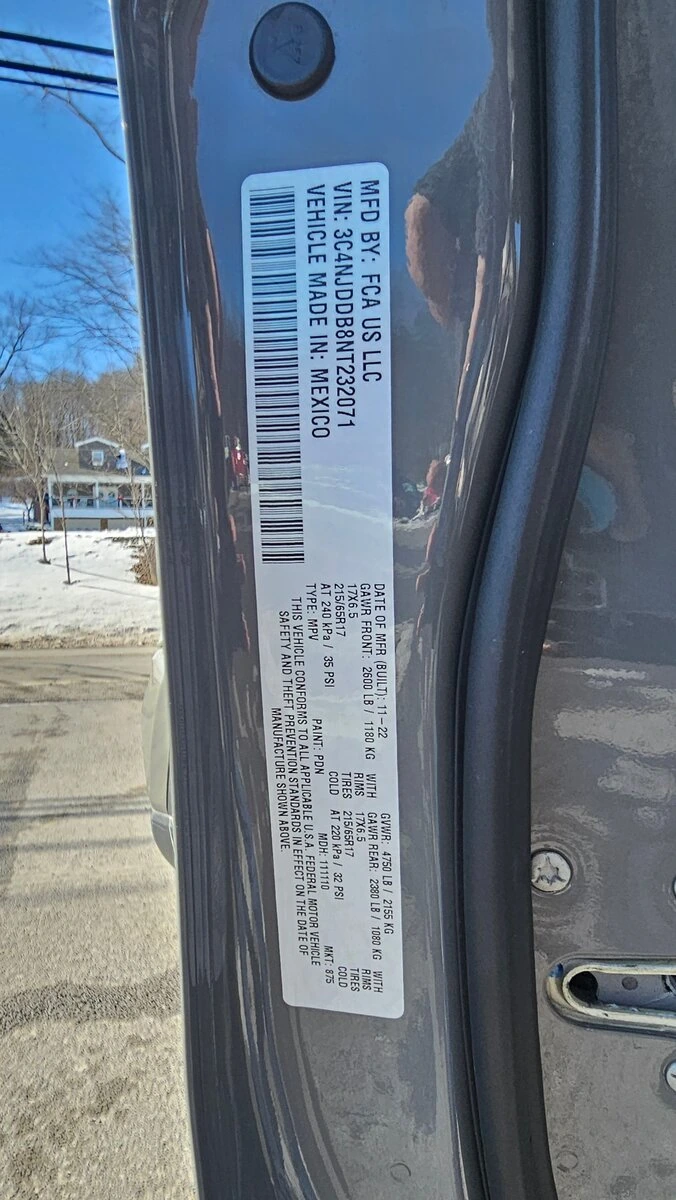 MFD BY: FCA US LLC
VIN: 3C4NJDDB8NT232071
VEHICLE MADE IN: MEXICO
DATE OF MFR (BUILT): 11-22 GVWR: 4750 LB / 2155 KG
GAWR FRONT: 2600 LB / 1180 KG WITH GAWR REAR: 2380 LB / 1080 KG WITH
17X6.5 RIMS 17X6.5 RIMS
215/65R17 TIRES 215/65R17 TIRES
AT 240 kPa / 35 PSI COLD AT 220 kPa / 32 PSI COLD
TYPE: MPV PAINT: PDN MDH: 111110 MKT: 875
THIS VEHICLE CONFORMS TO ALL APPLICABLE U.S.A. FEDERAL MOTOR VEHICLE
SAFETY AND THEFT PREVENTION STANDARDS IN EFFECT ON THE DATE OF
MANUFACTURE SHOWN ABOVE.